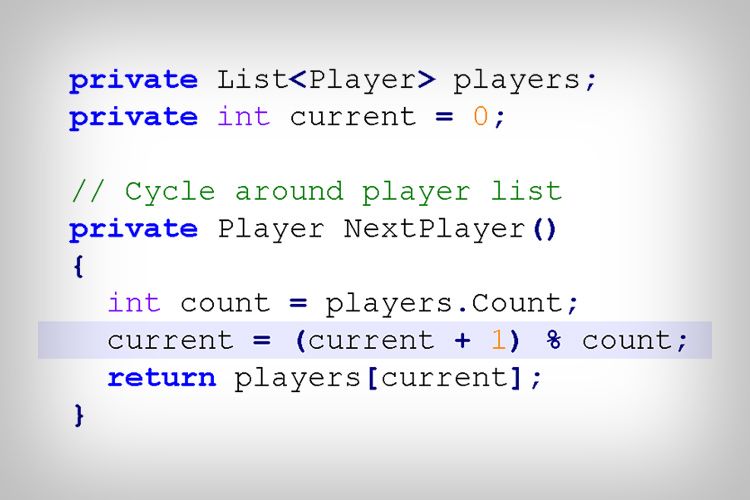 private List<Player> players;
private int current = 0;
// Cycle around player list
private Player NextPlayer()
{
int count = players.Count;
current = (current + 1) % count;
return players[current];
}